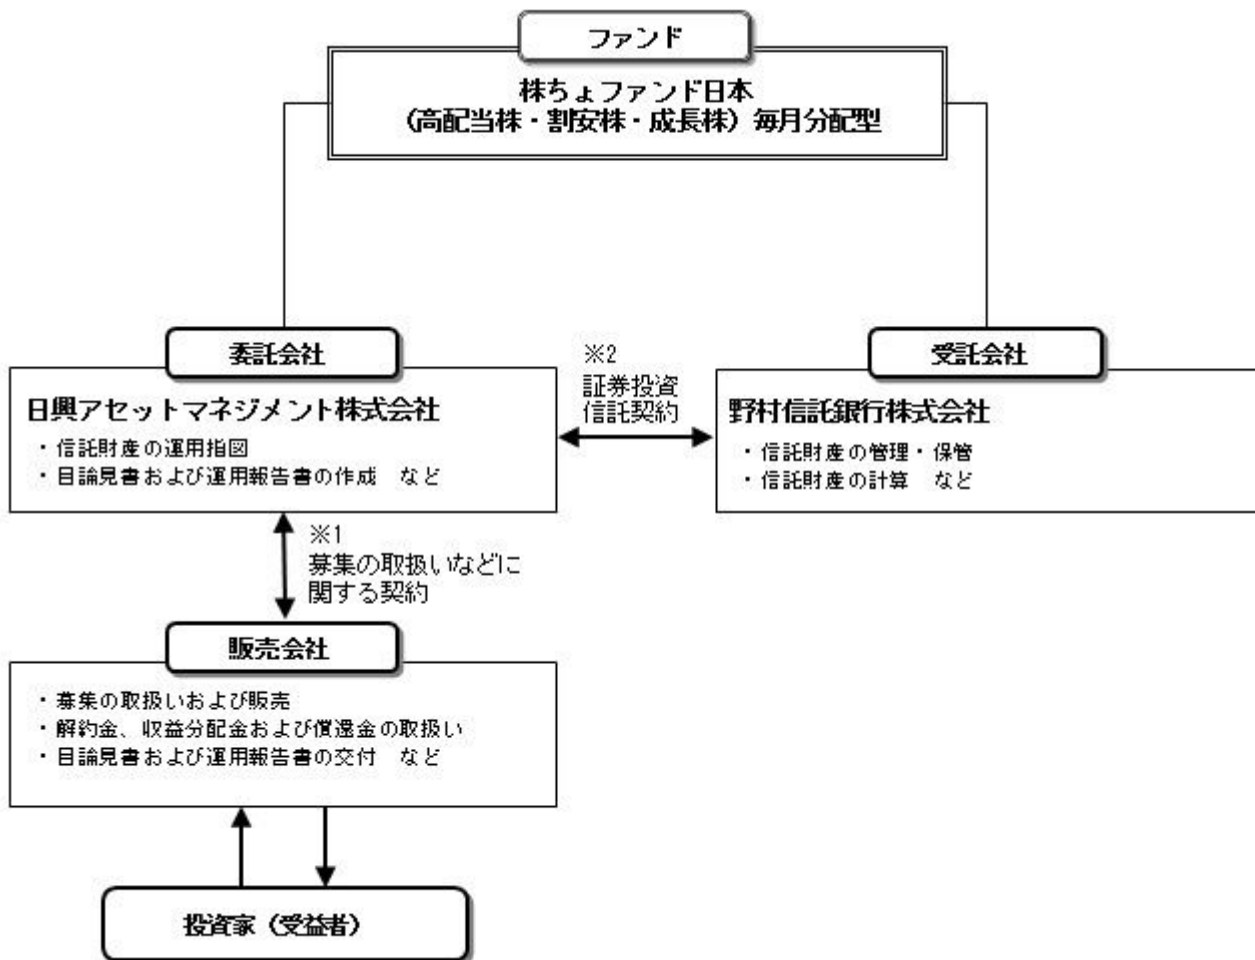 ファンド
株ちょファンド日本
（高配当株・割安株・成長株）毎月分配型
委託会社
日興アセットマネジメント株式会社
・信託財産の運用指図
・目論見書および運用報告書の作成　など
※2
証券投資
信託契約
受託会社
野村信託銀行株式会社
・信託財産の管理・保管
・信託財産の計算　など
※1
募集の取扱いなどに
関する契約
販売会社
・募集の取扱いおよび販売
・解約金、収益分配金および償還金の取扱い
・目論見書および運用報告書の交付　など
投資家（受益者）